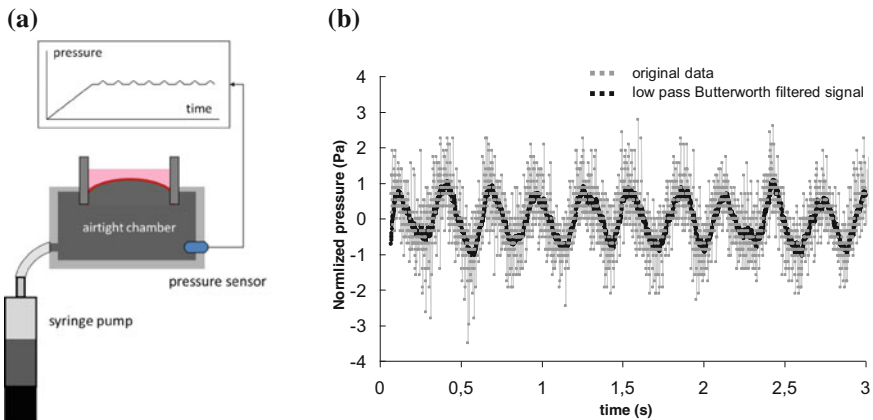 (a)
pressure
time
airtight chamber
pressure sensor
syringe pump
(b)
original data
low pass Butterworth filtered signal
Normlized pressure (Pa)
4
3
2
1
0
-1
-2
-3
-4
0 0,5 1 1,5 2 2,5 3
time (s)